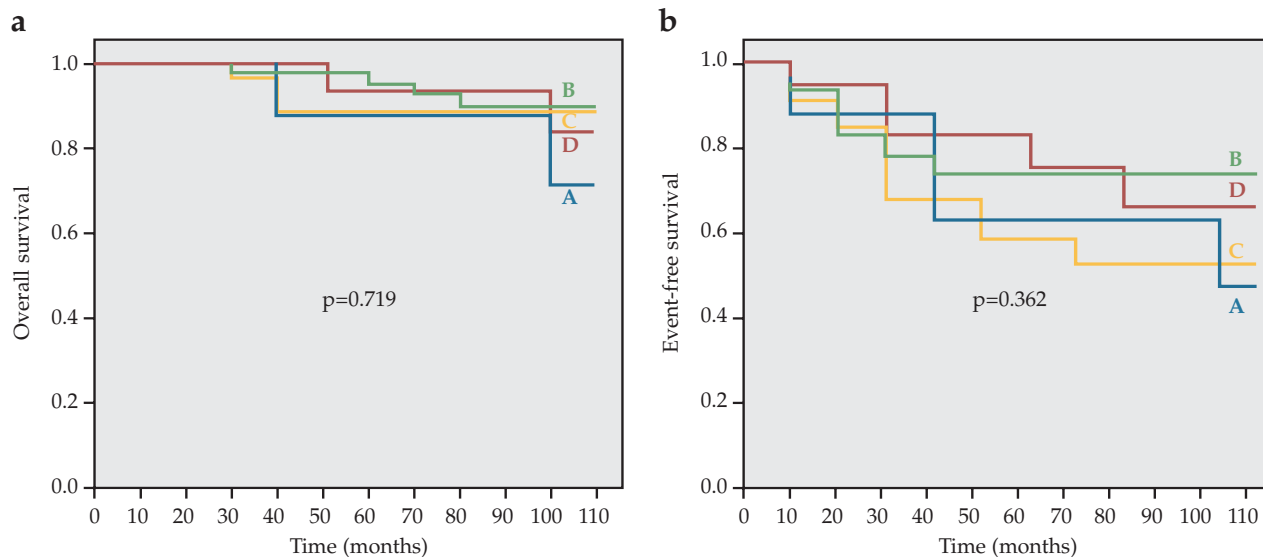 a
Overall survival
1.0
0.8
0.6
0.4
0.2
0.0
B
C
D
A
p=0.719
0 10 20 30 40 50 60 70 80 90 100 110
Time (months)
b
Event-free survival
1.0
0.8
0.6
0.4
0.2
0.0
B
D
C
A
p=0.362
0 10 20 30 40 50 60 70 80 90 100 110
Time (months)